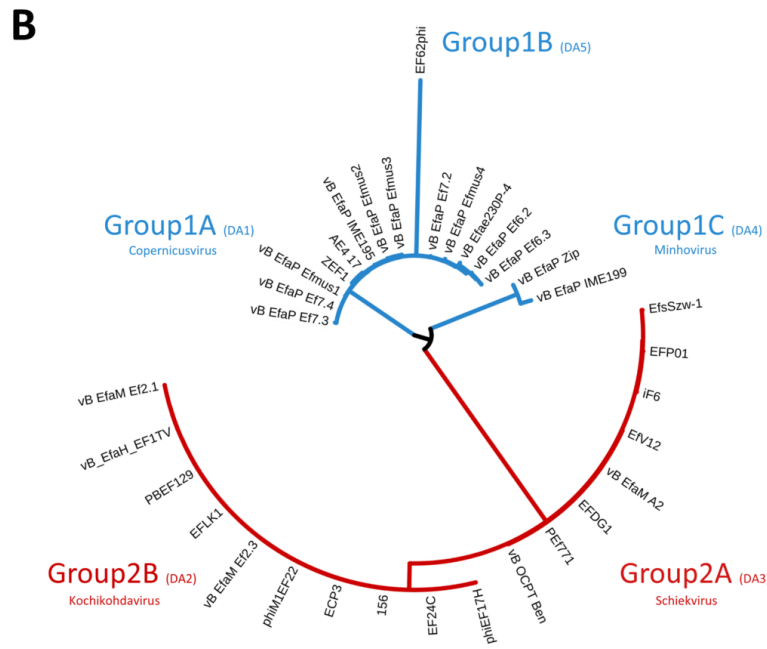 B
EF62phi
Group1B (DA5)
Group1A (DA1)
Copernicusvirus
Group1C (DA4)
Minhovirus
vB EfaP Ef7.3
vB EfaP Ef7.4
vB EfaP Efmus1
ZEF1
AE4 17
vB EfaP IME195
vB EfaP Efmus2
vB EfaP Efmus3
vB EfaP Ef7.2
vB EfaP Efmus4
vB Efae230P-4
vB EfaP Ef6.2
vB EfaP Ef6.3
vB EfaP Zip
vB EfaP IME199
EfsSzw-1
EFP01
iF6
EfV12
vB EfaM A2
EFDG1
PEf771
vB OCPT Ben
phiEF17H
EF24C
156
ECP3
phiM1EF22
vB EfaM Ef2.3
EFLK1
PBEF129
vB_EfaH_EF1TV
vB EfaM Ef2.1
Group2B (DA2)
Kochikohdavirus
Group2A (DA3
Schiekvirus